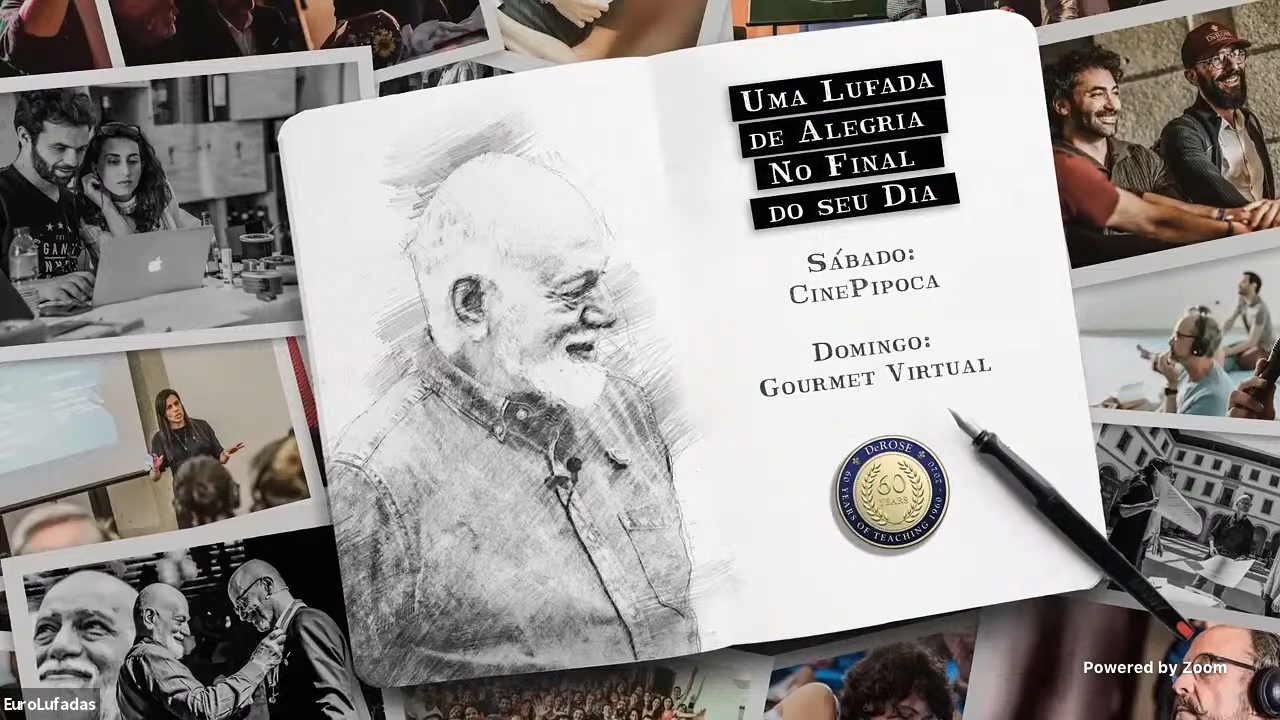 Uma Lufada
de Alegria
No Final
do seu Dia
Sábado:
CinePipoca
Domingo:
Gourmet Virtual
DeROSE
60
YEARS
60 YEARS OF TEACHING 1960 - 2020
DeROSE
Powered by Zoom
EuroLufadas